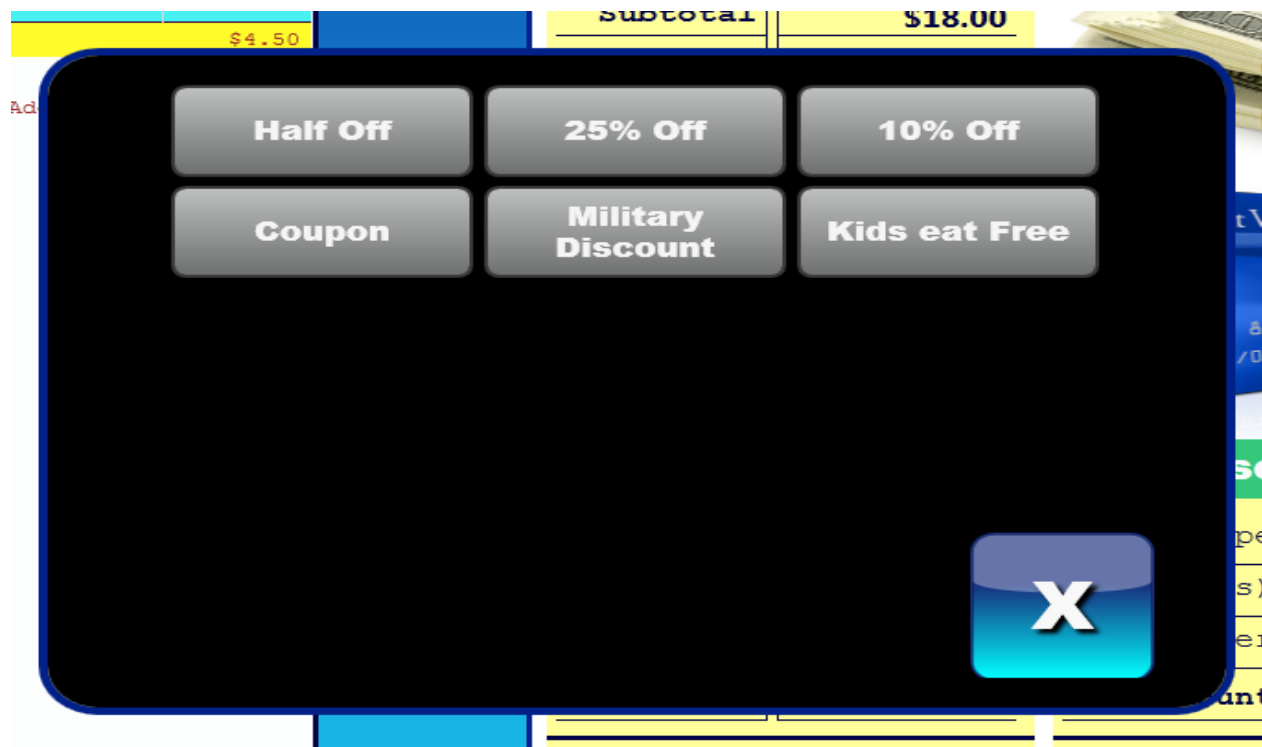 Subtotal
$18.00
$4.50
Half Off
25% Off
10% Off
Coupon
Military
Discount
Kids eat Free
X